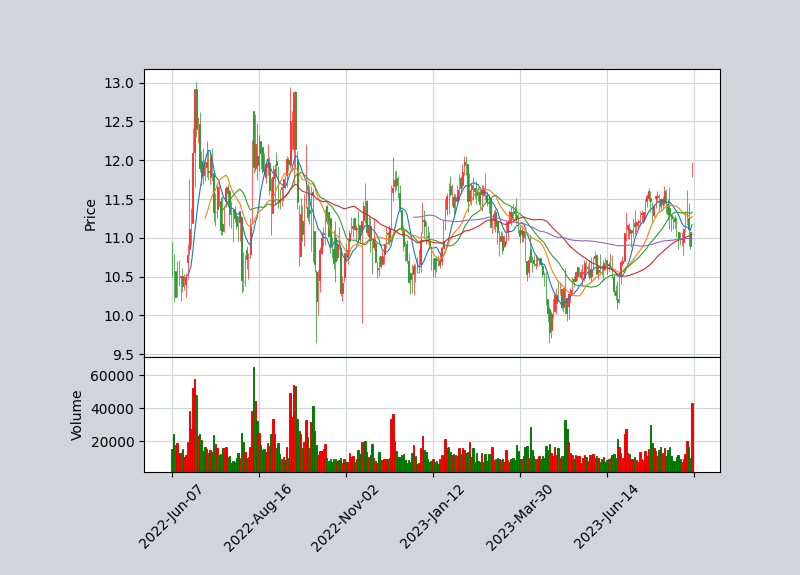 Price
13.0
12.5
12.0
11.5
11.0
10.5
10.0
9.5
Volume
60000
40000
20000
2022-Jun-07
2022-Aug-16
2022-Nov-02
2023-Jan-12
2023-Mar-30
2023-Jun-14